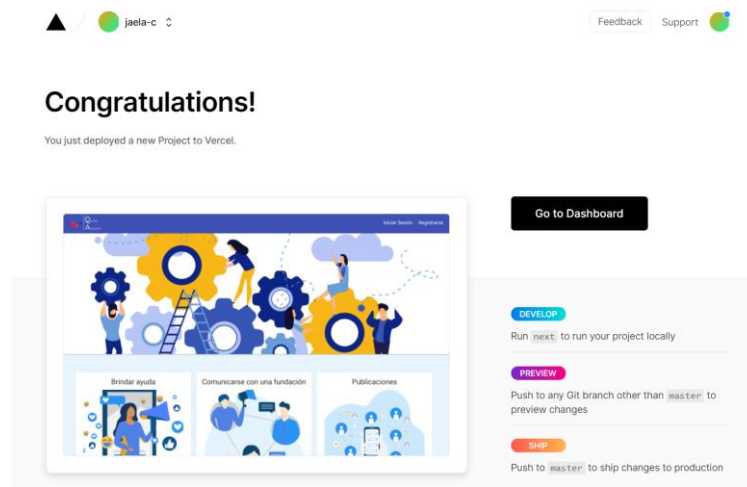 jaela-c
Feedback
Support
Congratulations!
You just deployed a new Project to Vercel.
Go to Dashboard
Iniciar Sesión Registrarse
Brindar ayuda
Comunicarse con una fundación
Publicaciones
DEVELOP
Run next to run your project locally
PREVIEW
Push to any Git branch other than master to
preview changes
SHIP
Push to master to ship changes to production